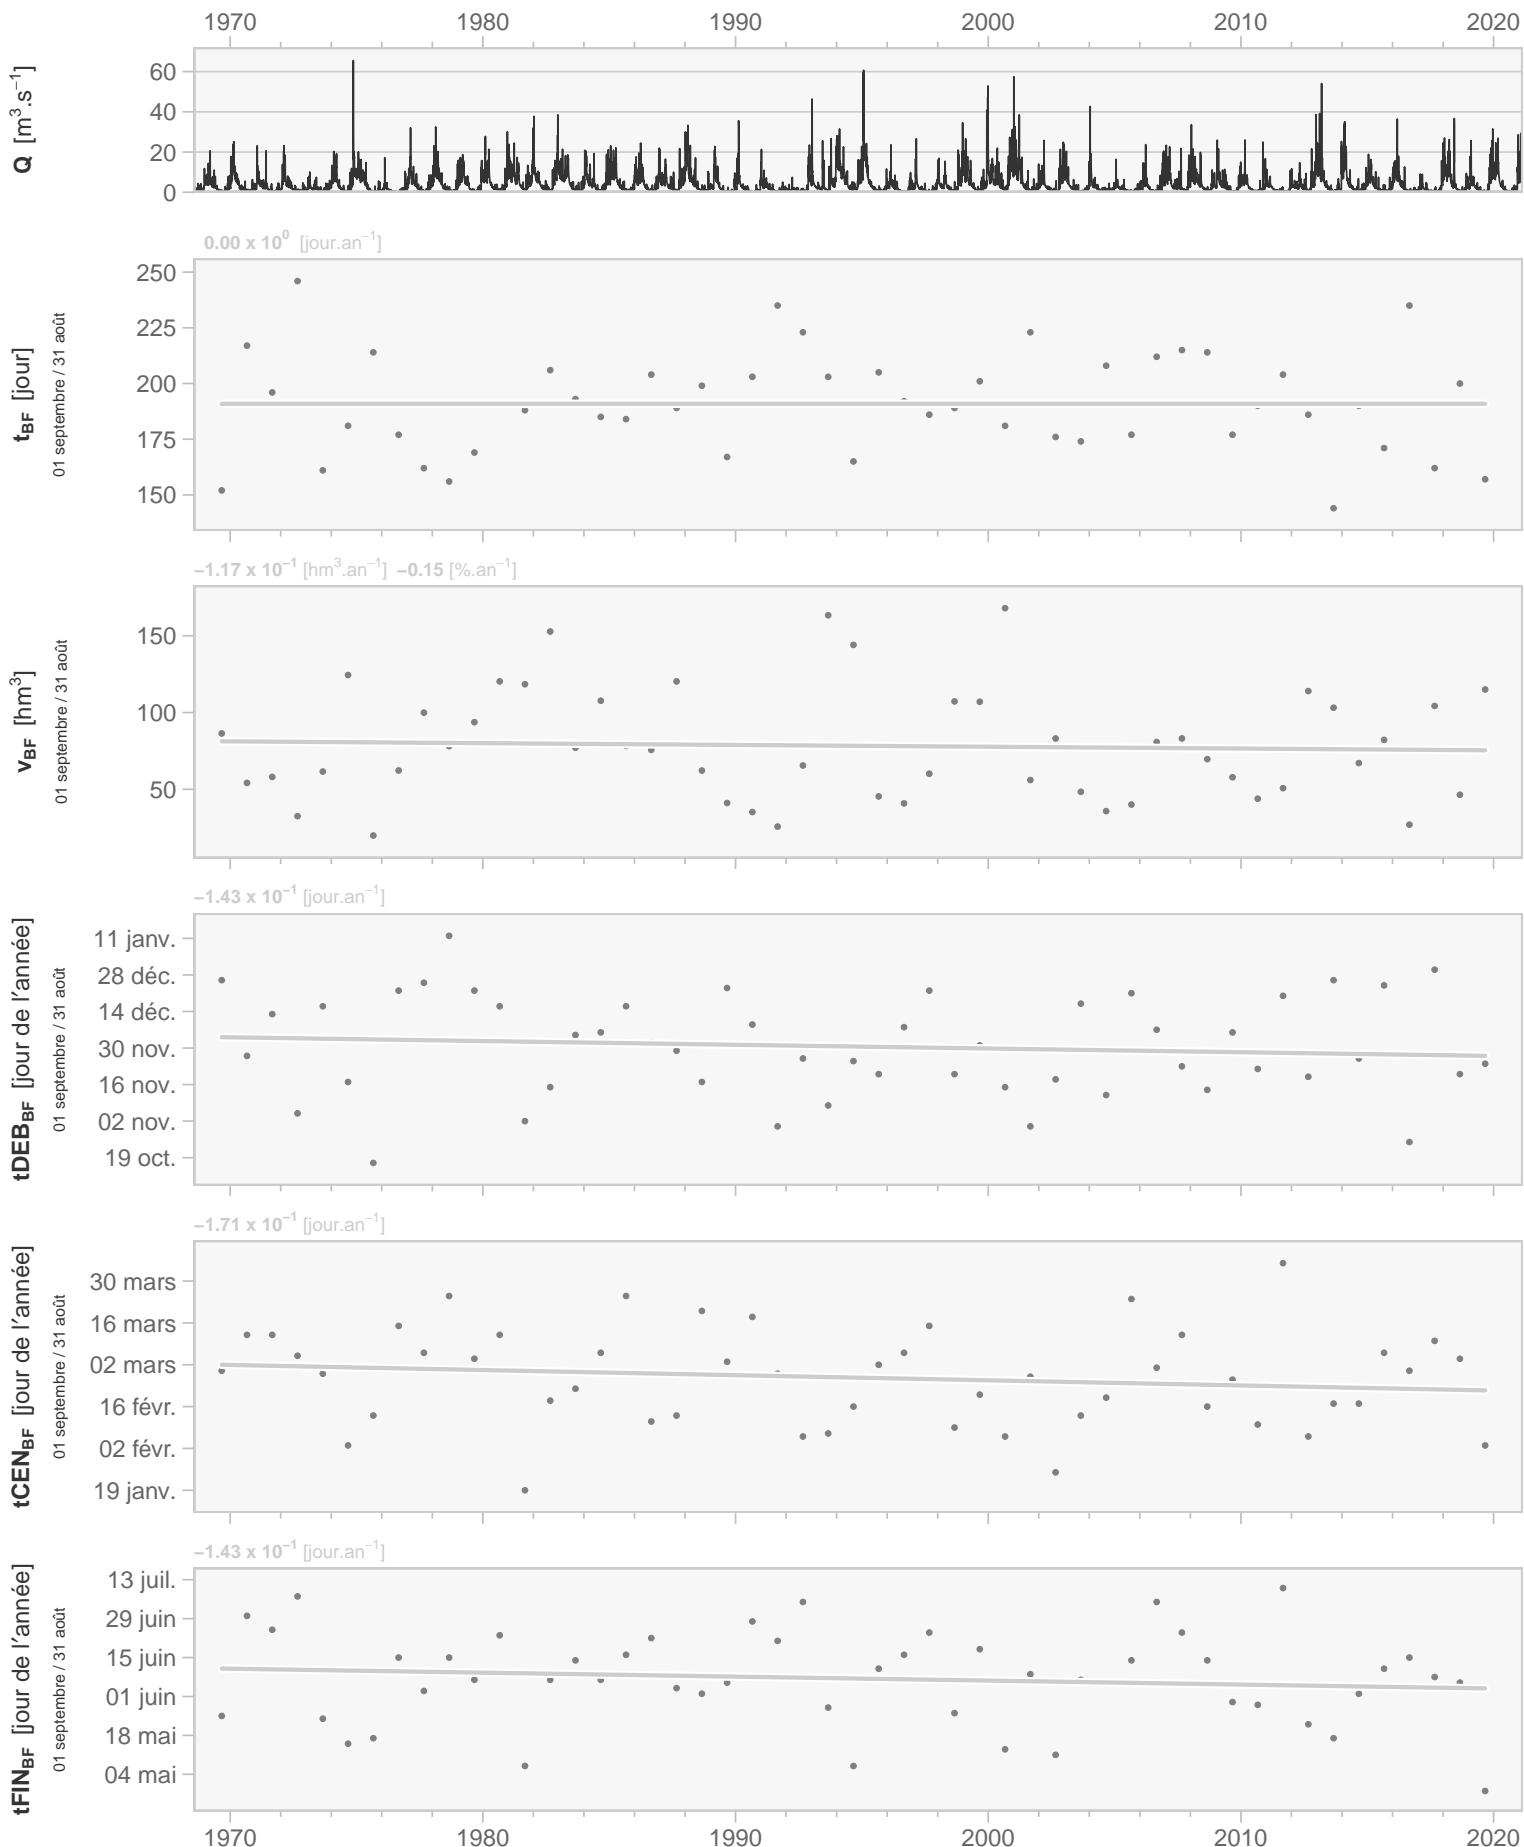 1970 1980 1990 2000 2010 2020
Q [m³.s⁻¹]
60
40
20
0
0.00 x 10⁰ [jour.an⁻¹]
tBF [jour]
01 septembre / 31 août
250
225
200
175
150
−1.17 x 10⁻¹ [hm³.an⁻¹] −0.15 [%.an⁻¹]
vBF [hm³]
01 septembre / 31 août
150
100
50
−1.43 x 10⁻¹ [jour.an⁻¹]
tDEBBF [jour de l'année]
01 septembre / 31 août
11 janv.
28 déc.
14 déc.
30 nov.
16 nov.
02 nov.
19 oct.
−1.71 x 10⁻¹ [jour.an⁻¹]
tCENBF [jour de l'année]
01 septembre / 31 août
30 mars
16 mars
02 mars
16 févr.
02 févr.
19 janv.
−1.43 x 10⁻¹ [jour.an⁻¹]
tFINBF [jour de l'année]
01 septembre / 31 août
13 juil.
29 juin
15 juin
01 juin
18 mai
04 mai
1970 1980 1990 2000 2010 2020